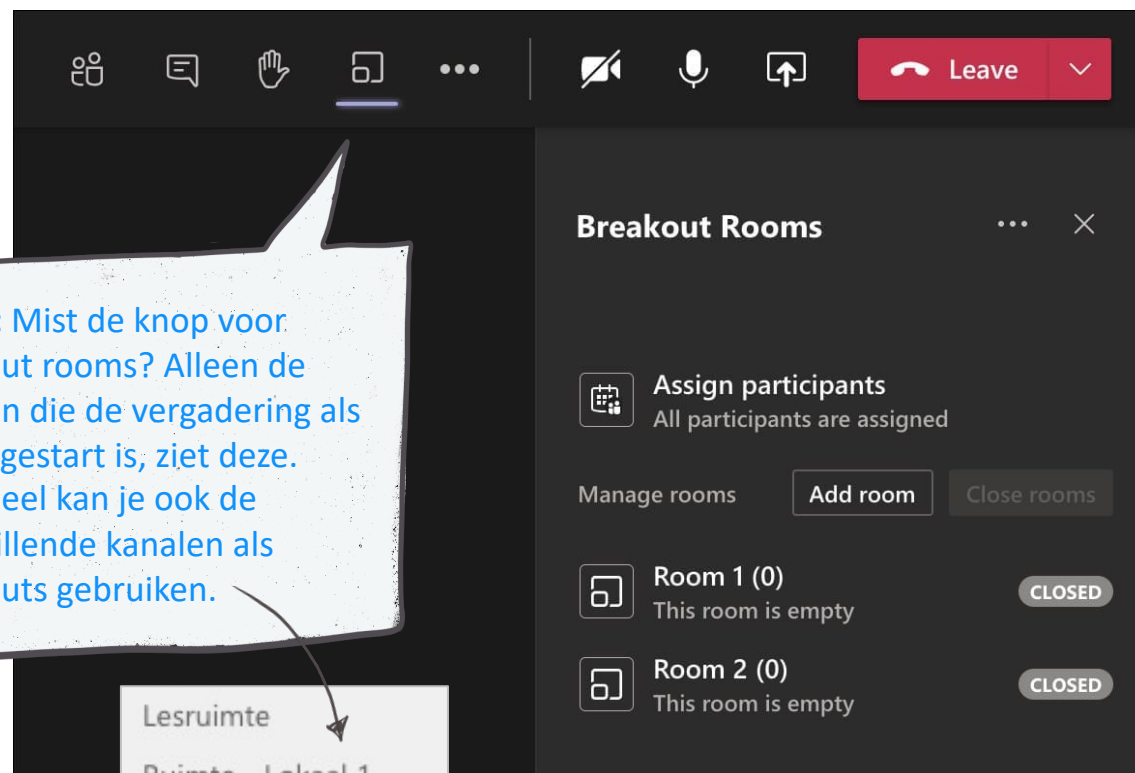 Leave
Breakout Rooms
: Mist de knop voor
ut rooms? Alleen de
n die de vergadering als
gestart is, ziet deze.
eel kan je ook de
illende kanalen als
uts gebruiken.
Assign participants
All participants are assigned
Manage rooms
Add room
Close rooms
Room 1 (0)
This room is empty
CLOSED
Room 2 (0)
This room is empty
CLOSED
Lesruimte